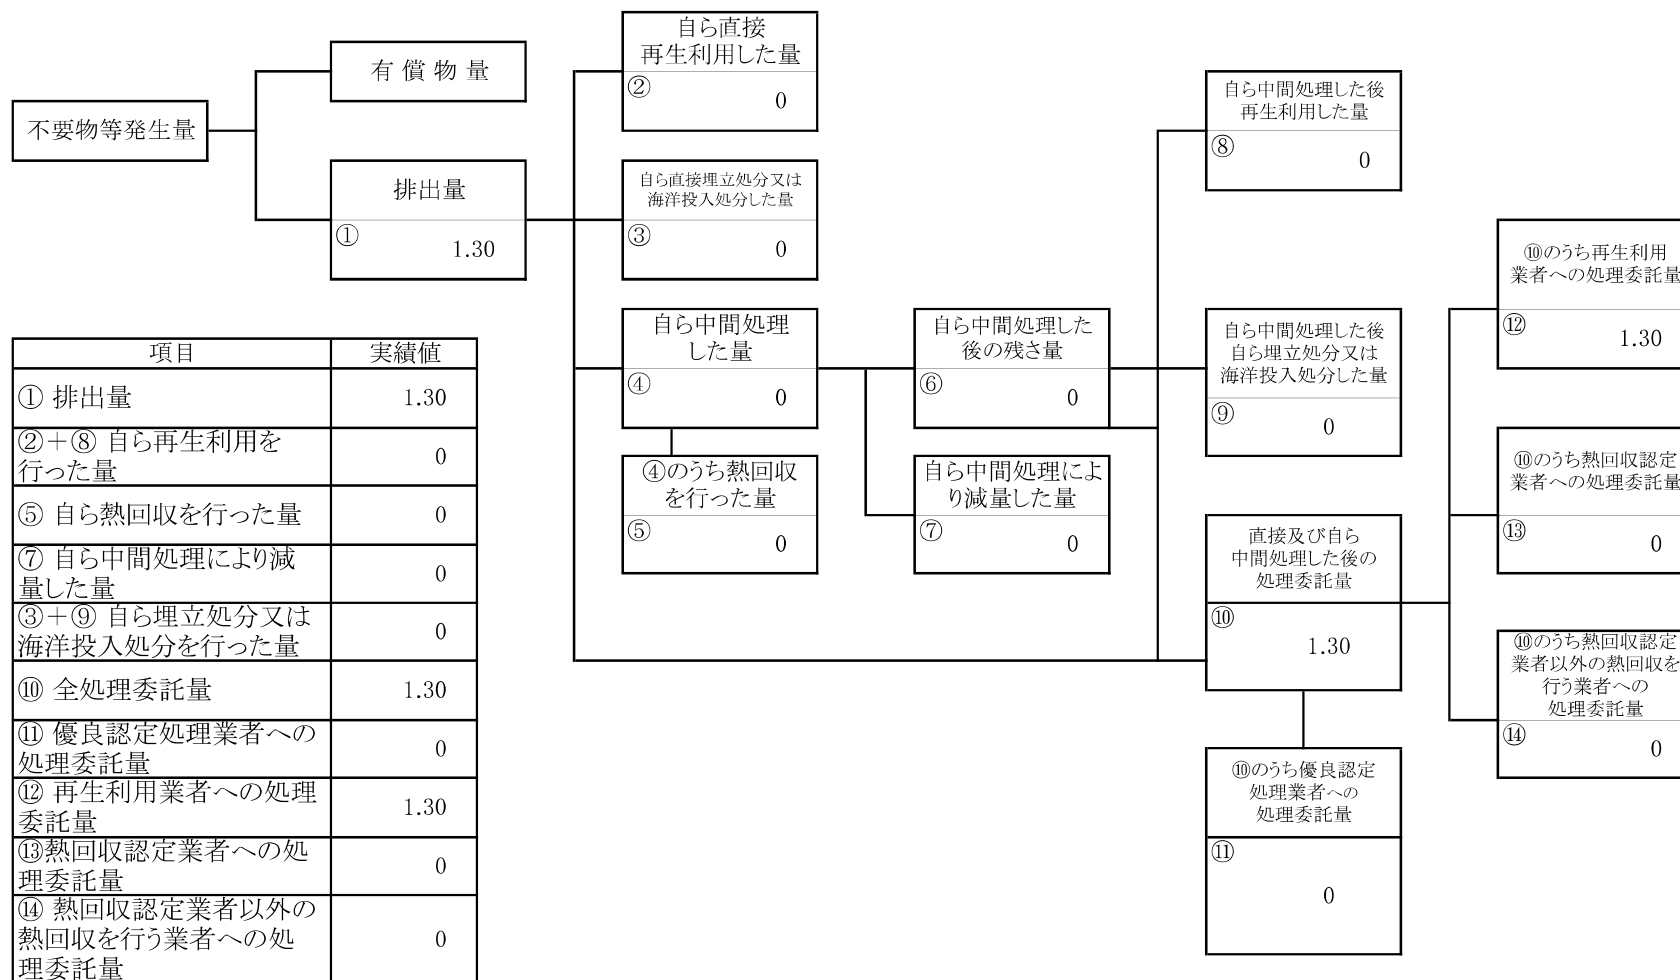 不要物等発生量
有 償 物 量
排出量
①
1.30
自ら直接
再生利用した量
②
0
自ら直接埋立処分又は
海洋投入処分した量
③
0
自ら中間処理
した量
④
0
④のうち熱回収
を行った量
⑤
0
自ら中間処理した
後の残さ量
⑥
0
自ら中間処理によ
り減量した量
⑦
0
自ら中間処理した後
再生利用した量
⑧
0
自ら中間処理した後
自ら埋立処分又は
海洋投入処分した量
⑨
0
直接及び自ら
中間処理した後の
処理委託量
⑩
1.30
⑩のうち優良認定
処理業者への
処理委託量
⑪
0
⑩のうち再生利用
業者への処理委託量
⑫
1.30
⑩のうち熱回収認定
業者への処理委託量
⑬
0
⑩のうち熱回収認定
業者以外の熱回収を
行う業者への
処理委託量
⑭
0
項目 実績値
① 排出量 1.30
②＋⑧ 自ら再生利用を
行った量 0
⑤ 自ら熱回収を行った量 0
⑦ 自ら中間処理により減
量した量 0
③＋⑨ 自ら埋立処分又は
海洋投入処分を行った量 0
⑩ 全処理委託量 1.30
⑪ 優良認定処理業者への
処理委託量 0
⑫ 再生利用業者への処理
委託量 1.30
⑬熱回収認定業者への処
理委託量 0
⑭ 熱回収認定業者以外の
熱回収を行う業者への処 0
理委託量